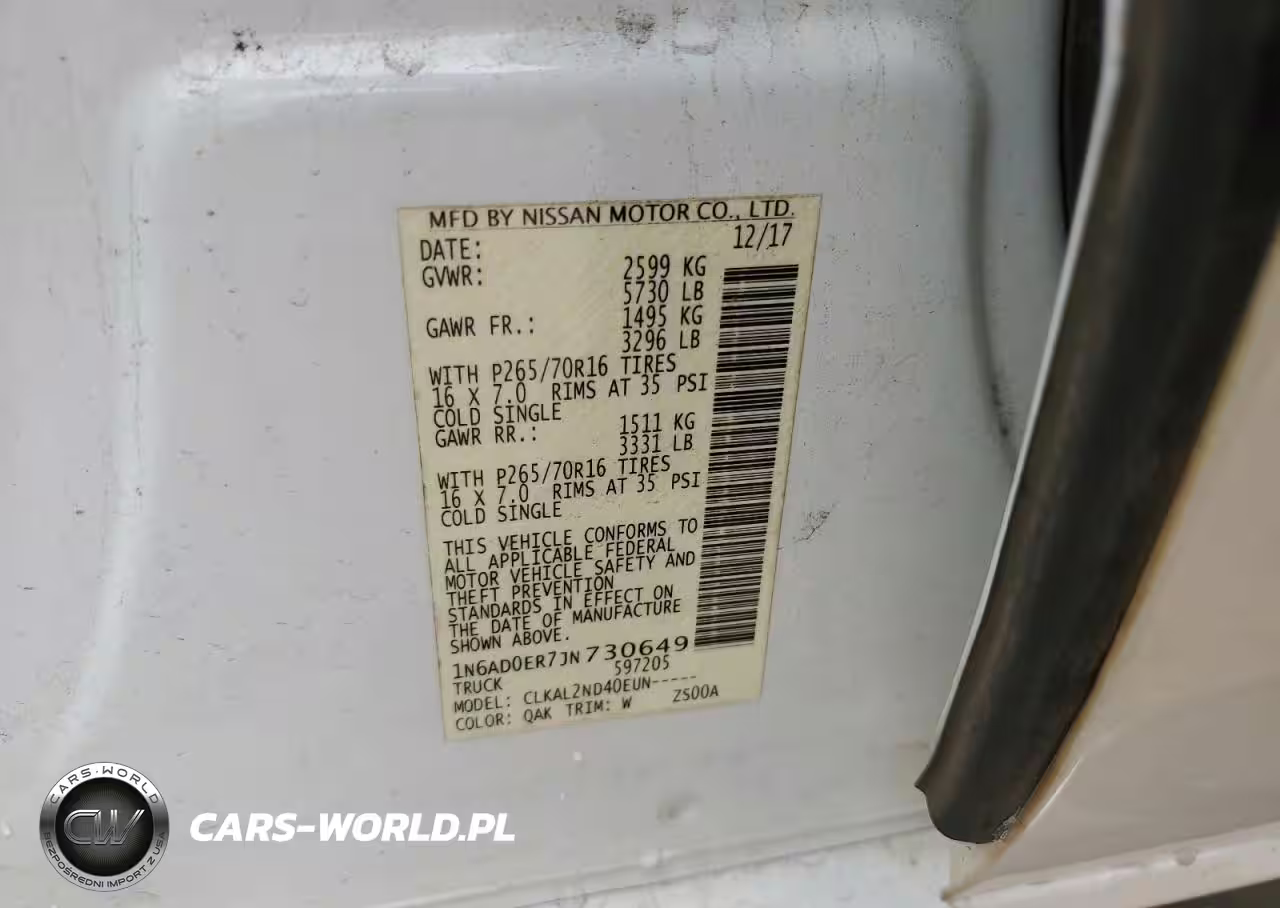 MFD BY NISSAN MOTOR CO., LTD.
DATE: 12/17
GVWR: 2599 KG
5730 LB
GAWR FR.: 1495 KG
3296 LB
WITH P265/70R16 TIRES
16 X 7.0 RIMS AT 35 PSI
COLD SINGLE
GAWR RR.: 1511 KG
3331 LB
WITH P265/70R16 TIRES
16 X 7.0 RIMS AT 35 PSI
COLD SINGLE
THIS VEHICLE CONFORMS TO
ALL APPLICABLE FEDERAL
MOTOR VEHICLE SAFETY AND
THEFT PREVENTION
STANDARDS IN EFFECT ON
THE DATE OF MANUFACTURE
SHOWN ABOVE.
1N6AD0ER7JN730649
TRUCK 597205
MODEL: CLKAL2ND40EUN-----
COLOR: QAK TRIM: W ZS00A
CARS-WORLD
CW
BEZPOŚREDNI IMPORT Z USA
CARS-WORLD.PL